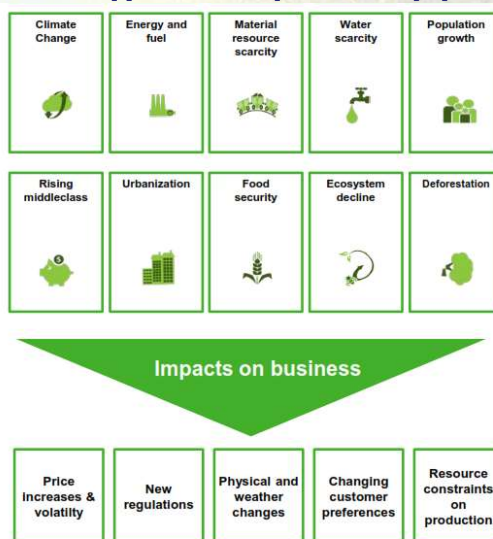 Climate
Change
Energy and
fuel
Material
resource
scarcity
Water
scarcity
Population
growth
Rising
middleclass
Urbanization
Food
security
Ecosystem
decline
Deforestation
Impacts on business
Price
increases &
volatilty
New
regulations
Physical and
weather
changes
Changing
customer
preferences
Resource
constraints
on
production